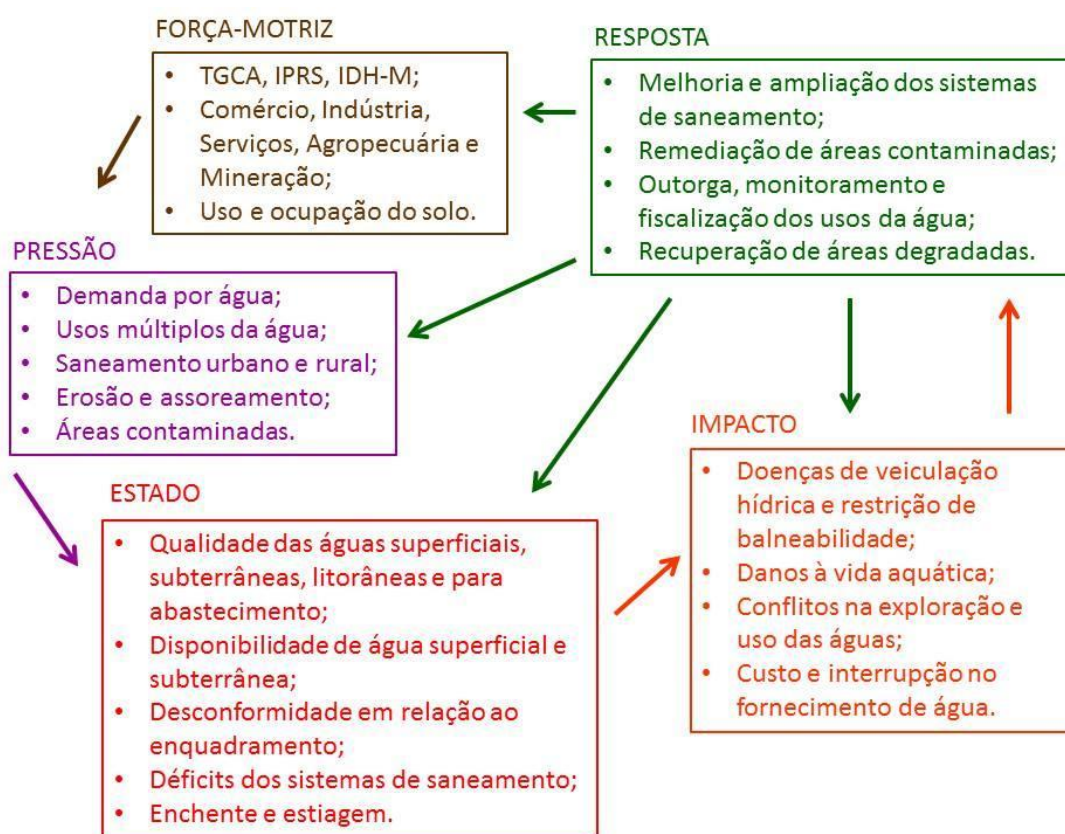 FORÇA-MOTRIZ
• TGCA, IPRS, IDH-M;
• Comércio, Indústria,
Serviços, Agropecuária e
Mineração;
• Uso e ocupação do solo.
RESPOSTA
• Melhoria e ampliação dos sistemas
de saneamento;
• Remediação de áreas contaminadas;
• Outorga, monitoramento e
fiscalização dos usos da água;
• Recuperação de áreas degradadas.
PRESSÃO
• Demanda por água;
• Usos múltiplos da água;
• Saneamento urbano e rural;
• Erosão e assoreamento;
• Áreas contaminadas.
ESTADO
• Qualidade das águas superficiais,
subterrâneas, litorâneas e para
abastecimento;
• Disponibilidade de água superficial e
subterrânea;
• Desconformidade em relação ao
enquadramento;
• Déficits dos sistemas de saneamento;
• Enchente e estiagem.
IMPACTO
• Doenças de veiculação
hídrica e restrição de
balneabilidade;
• Danos à vida aquática;
• Conflitos na exploração e
uso das águas;
• Custo e interrupção no
fornecimento de água.